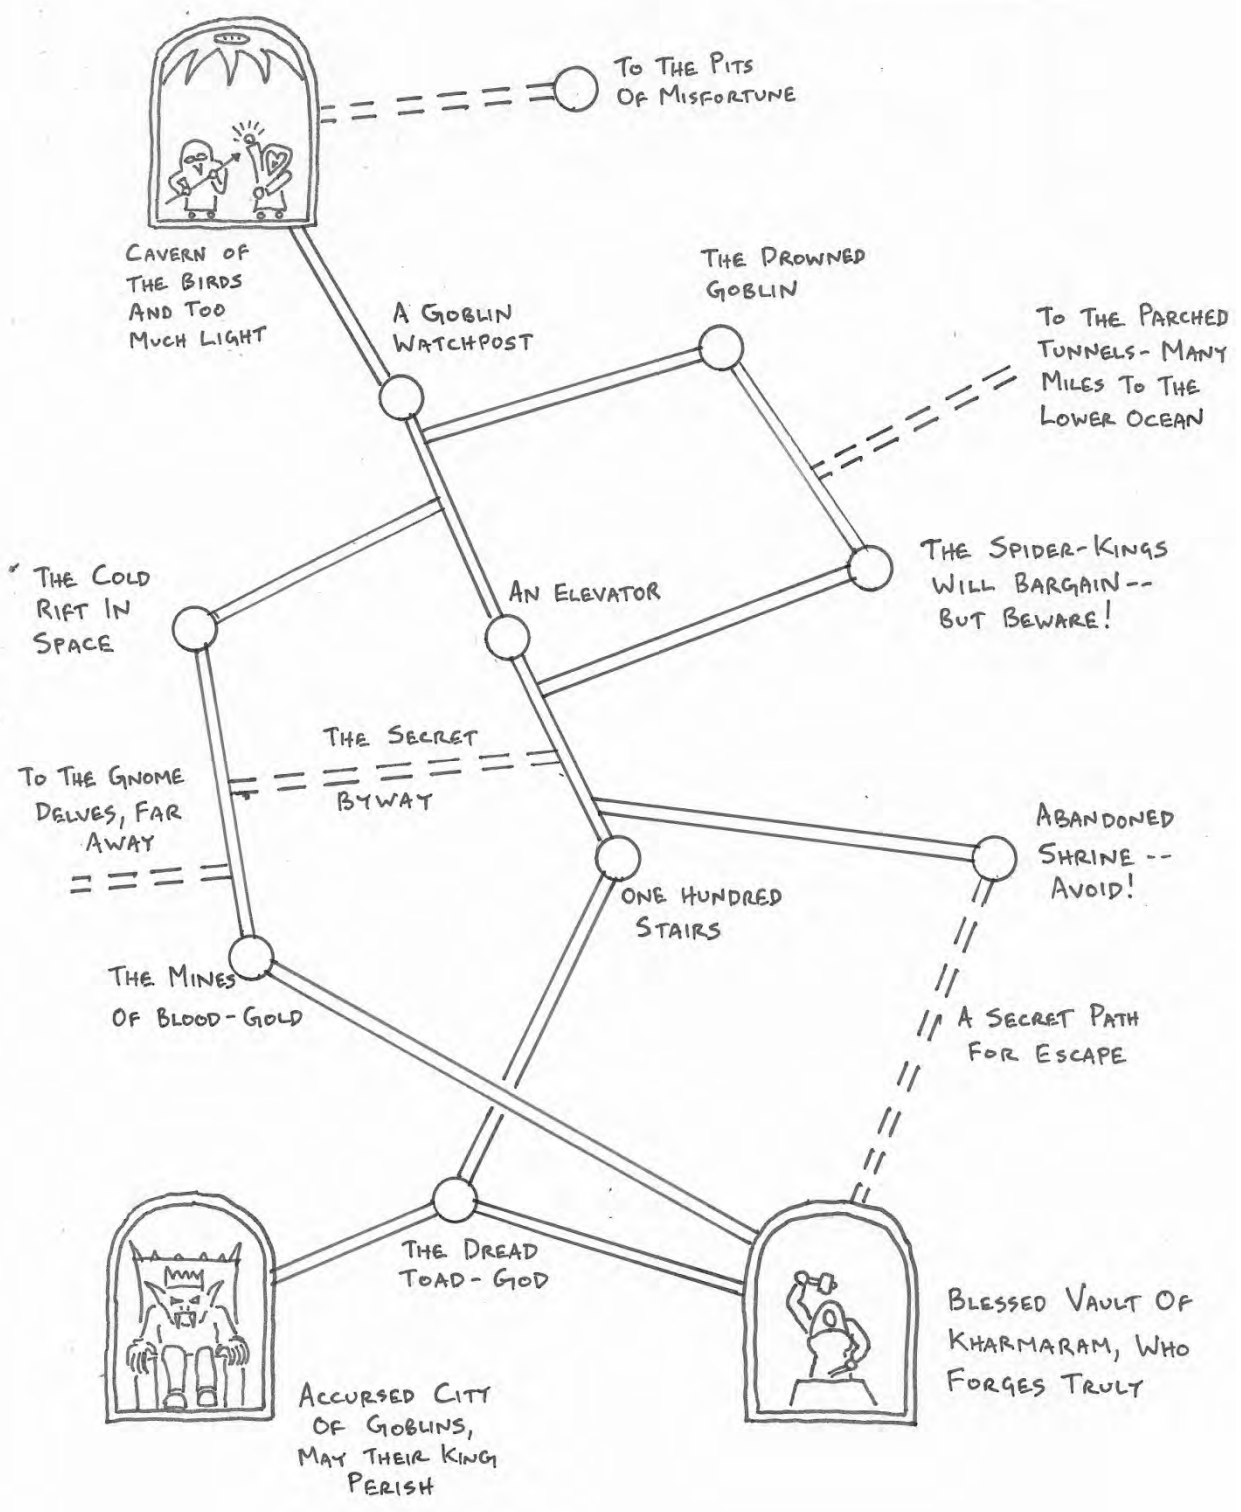 To The Pits
Of Misfortune
Cavern of
The Birds
And Too
Much Light
A Goblin
Watchpost
The Drowned
Goblin
To The Parched
Tunnels - Many
Miles To The
Lower Ocean
The Cold
Rift In
Space
An Elevator
The Spider-Kings
Will Bargain--
But Beware!
The Secret
Byway
To The Gnome
Delves, Far
Away
Abandoned
Shrine --
Avoid!
One Hundred
Stairs
The Mines
Of Blood-Gold
A Secret Path
For Escape
The Dread
Toad-God
Blessed Vault Of
Kharmaram, Who
Forges Truly
Accursed City
Of Goblins,
May Their King
Perish